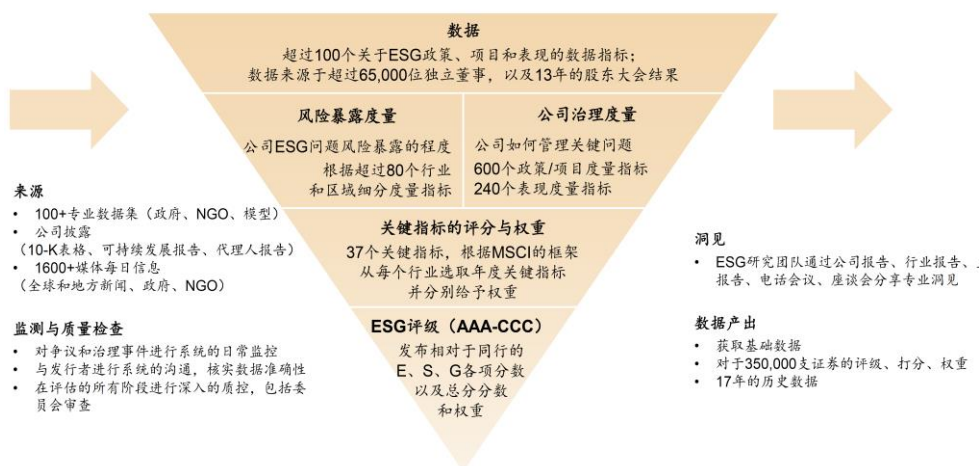 数据
超过100个关于ESG政策、项目和表现的数据指标；
数据来源于超过65,000位独立董事，以及13年的股东大会结果
风险暴露度量
公司ESG问题风险暴露的程度
根据超过80个行业
和区域细分度量指标
公司治理度量
公司如何管理关键问题
600个政策/项目度量指标
240个表现度量指标
来源
• 100+专业数据集（政府、NGO、模型）
• 公司披露
（10-K表格、可持续发展报告、代理人报告）
• 1600+媒体每日信息
（全球和地方新闻、政府、NGO）
监测与质量检查
• 对争议和治理事件进行系统的日常监控
• 与发行者进行系统的沟通，核实数据准确性
• 在评估的所有阶段进行深入的质控，包括委
员会审查
关键指标的评分与权重
37个关键指标，根据MSCI的框架
从每个行业选取年度关键指标
并分别给予权重
ESG评级（AAA-CCC）
发布相对于同行的
E、S、G各项分数
以及总分分数
和权重
洞见
• ESG研究团队通过公司报告、行业报告、
报告、电话会议、座谈会分享专业洞见
数据产出
• 获取基础数据
• 对于350,000支证券的评级、打分、权重
• 17年的历史数据